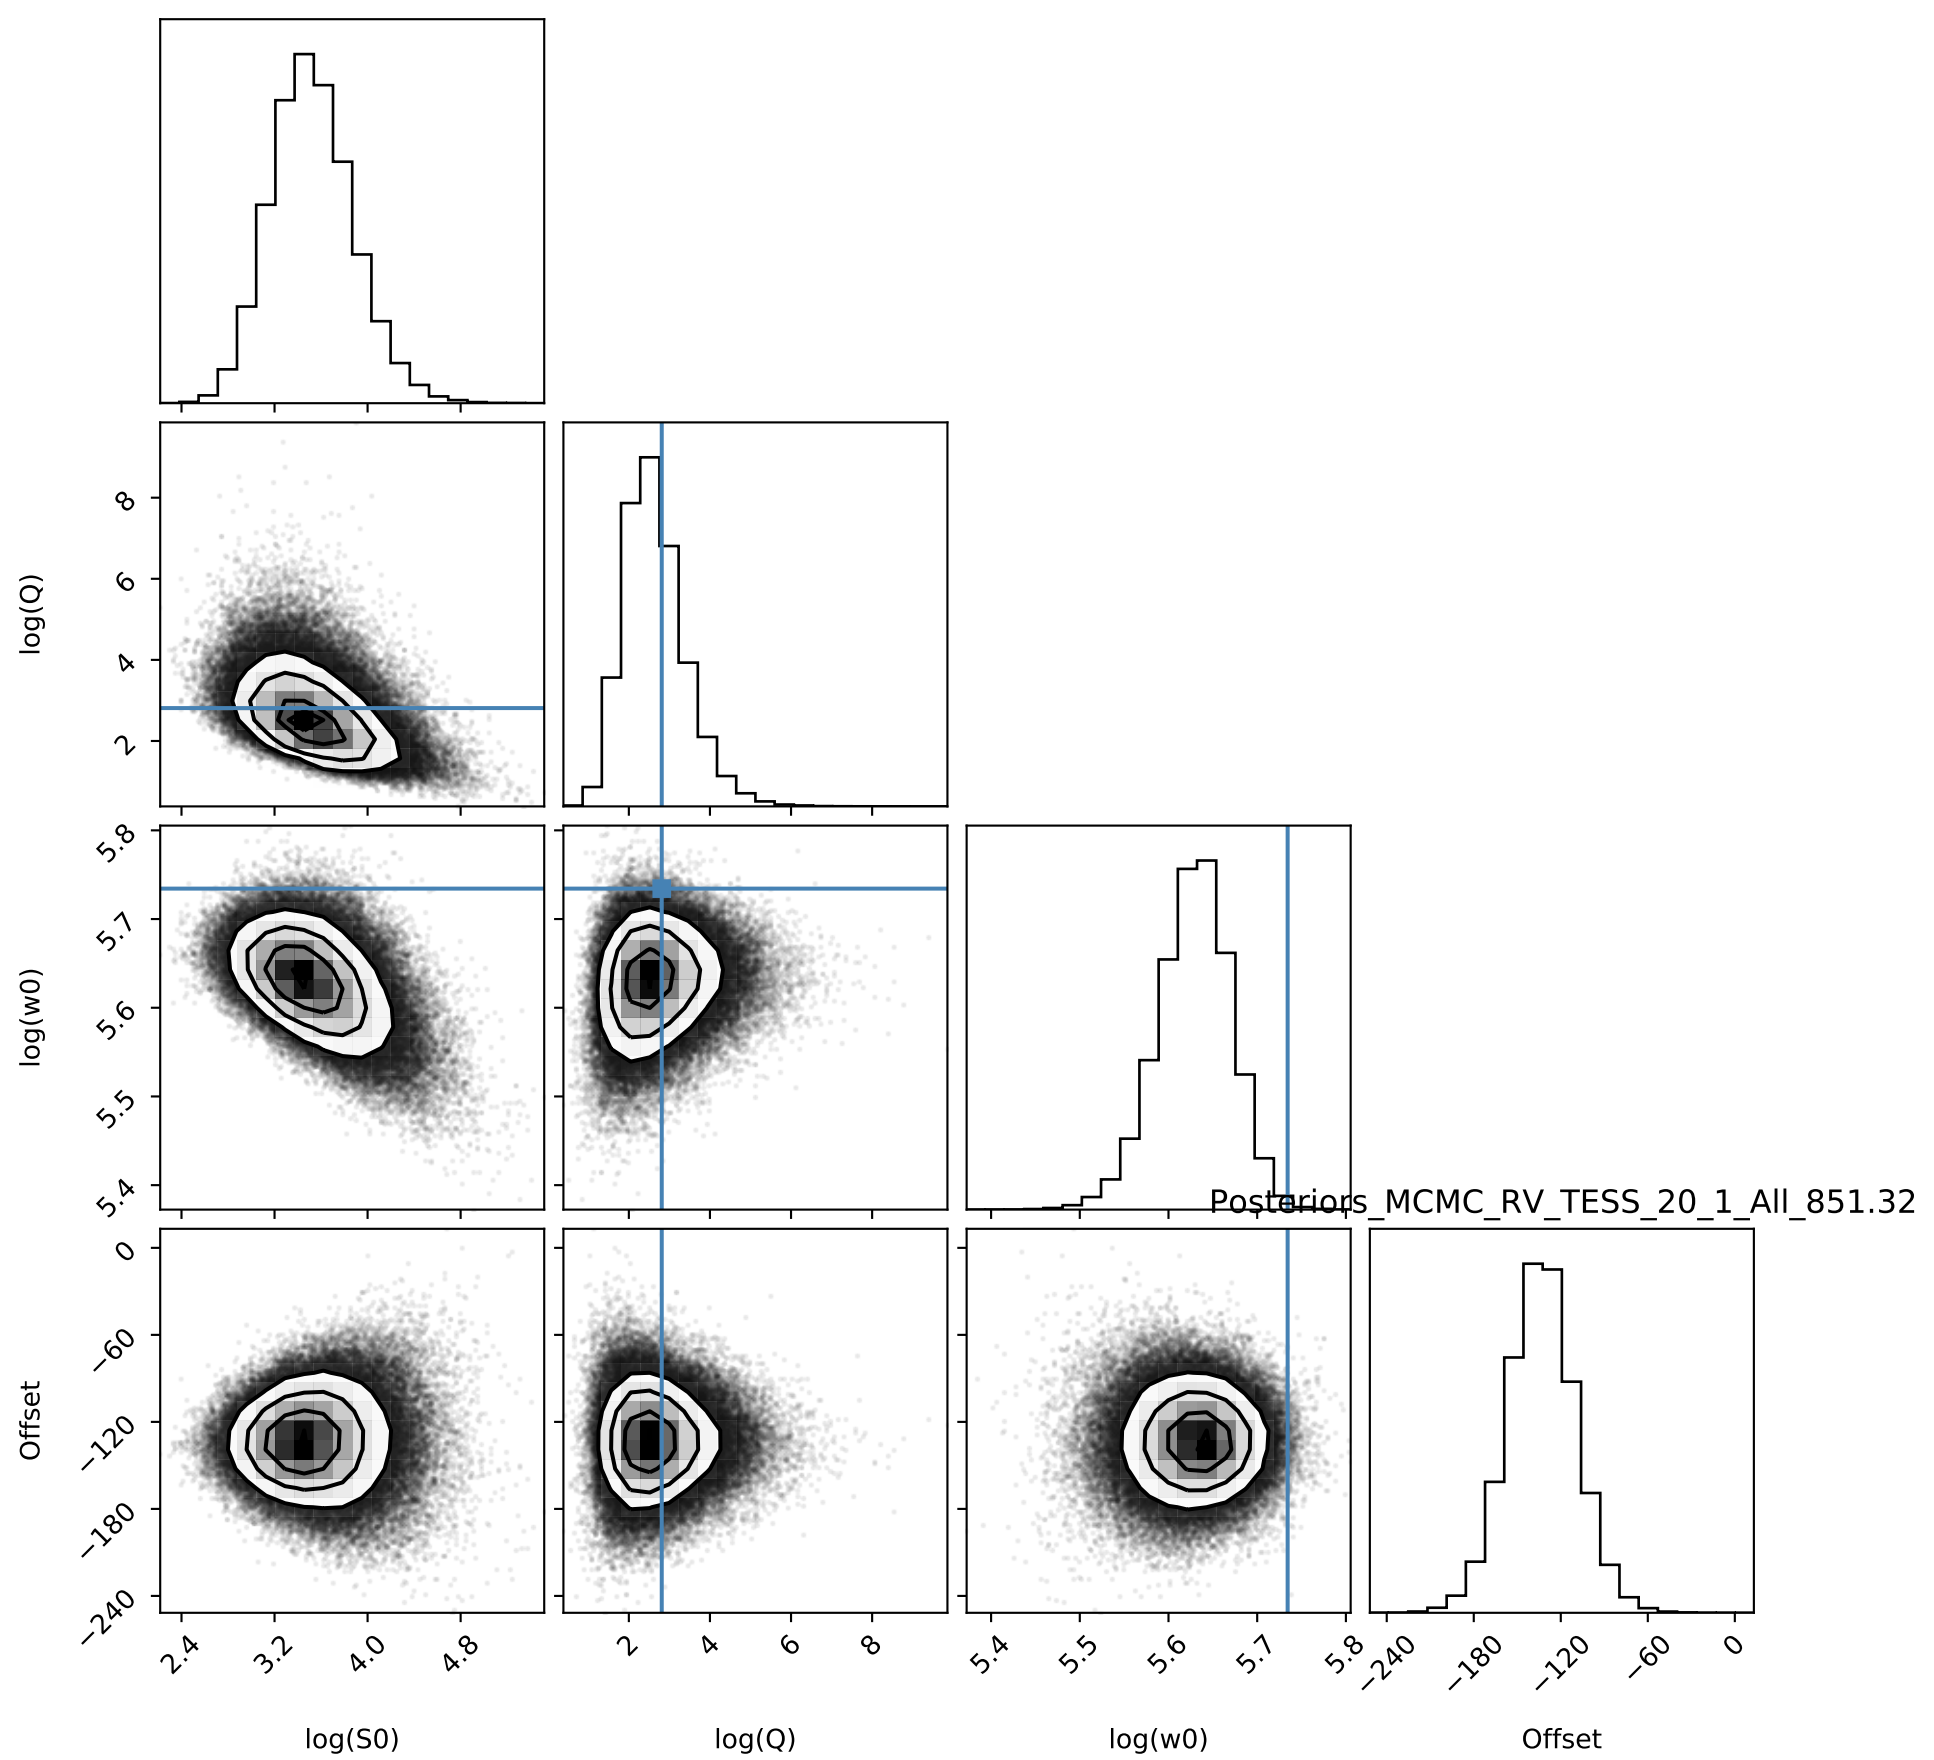 log(Q)
8
6
4
2
log(w0)
5.8
5.7
5.6
5.5
5.4
Posteriors_MCMC_RV_TESS_20_1_All_851.32
Offset
0
−60
−120
−180
−240
2.4 3.2 4.0 4.8
2 4 6 8
5.4 5.5 5.6 5.7 5.8
−240 −180 −120 −60 0
log(S0) log(Q) log(w0) Offset